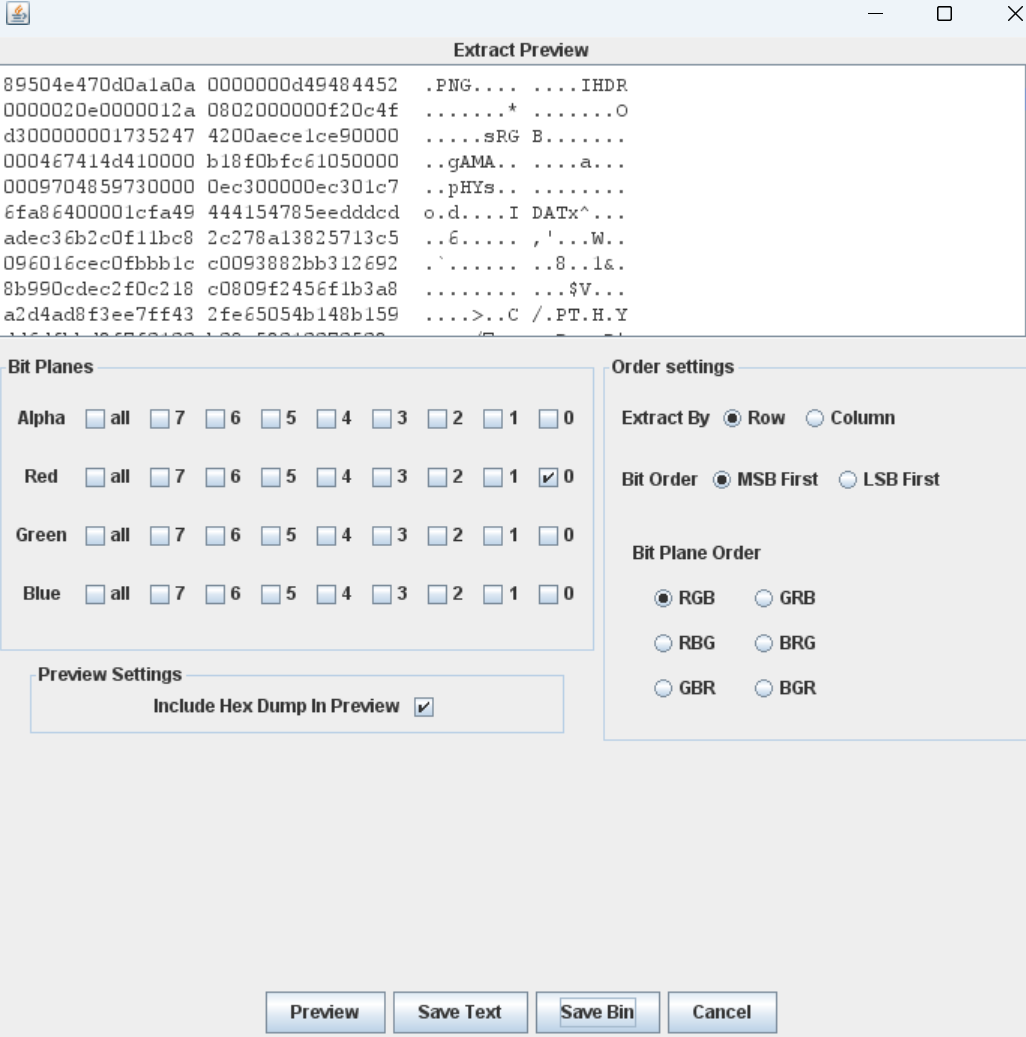 Extract Preview
89504e470d0a1a0a 0000000d49484452 .PNG.... ....IHDR
0000020e0000012a 0802000000f20c4f .......* .......O
d300000001735247 4200aece1ce90000 .....sRG B.......
000467414d410000 b18f0bfc61050000 ..gAMA.. ....a...
0009704859730000 0ec300000ec301c7 ..pHYs.. ........
6fa86400001cfa49 444154785eedddcd o.d....I DATx^...
adec36b2c0f11bc8 2c278a13825713c5 ..6..... ,'...W..
096016cec0fbbb1c c0093882bb312692 .`...... ..8..1&.
8b990cdec2f0c218 c0809f2456f1b3a8 ........ ...$V...
a2d4ad8f3ee7ff43 2fe65054b148b159 ....>..C /.PT.H.Y
Bit Planes
Alpha all 7 6 5 4 3 2 1 0
Red all 7 6 5 4 3 2 1 0
Green all 7 6 5 4 3 2 1 0
Blue all 7 6 5 4 3 2 1 0
Order settings
Extract By Row Column
Bit Order MSB First LSB First
Bit Plane Order
RGB GRB
RBG BRG
GBR BGR
Preview Settings
Include Hex Dump In Preview
Preview Save Text Save Bin Cancel